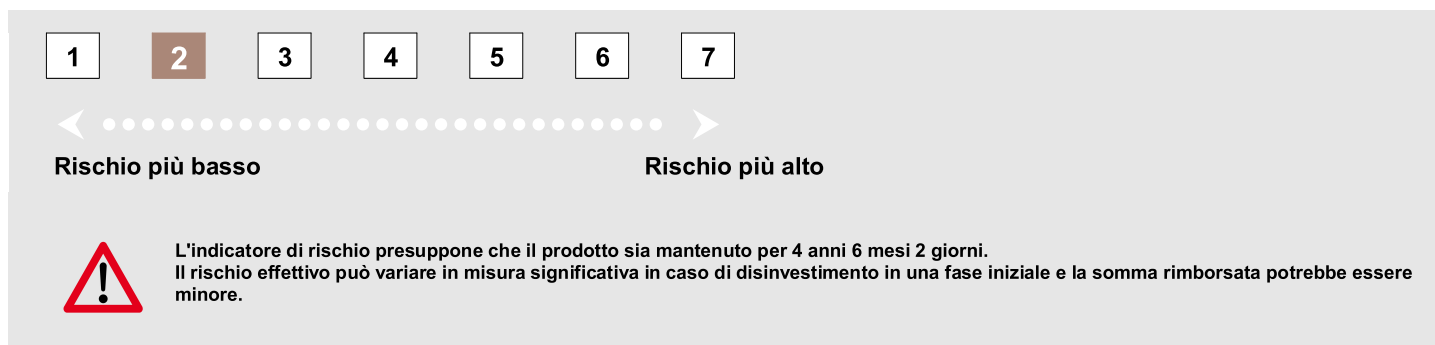 1 2 3 4 5 6 7
Rischio più basso Rischio più alto
L'indicatore di rischio presuppone che il prodotto sia mantenuto per 4 anni 6 mesi 2 giorni.
Il rischio effettivo può variare in misura significativa in caso di disinvestimento in una fase iniziale e la somma rimborsata potrebbe essere
minore.